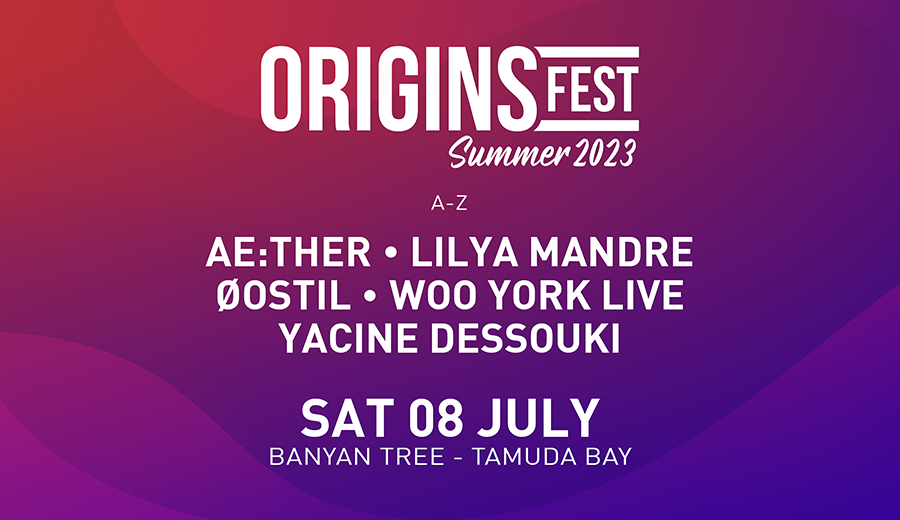 ORIGINS FEST
Summer 2023
A-Z
AE:THER • LILYA MANDRE
ØOSTIL • WOO YORK LIVE
YACINE DESSOUKI
SAT 08 JULY
BANYAN TREE - TAMUDA BAY